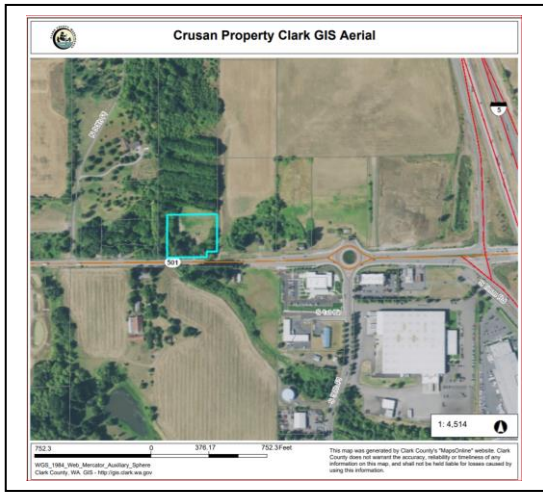 Crusan Property Clark GIS Aerial
5
501
1: 4,514
752.3
0
376.17
752.3Feet
WGS_1984_Web_Mercator_Auxiliary_Sphere
Clark County, WA. GIS - http://gis.clark.wa.gov
This map was generated by Clark County's "MapsOnline" website. Clark
County does not warrant the accuracy, reliability or timeliness of any
information on this map, and shall not be held liable for losses caused by
using this information.